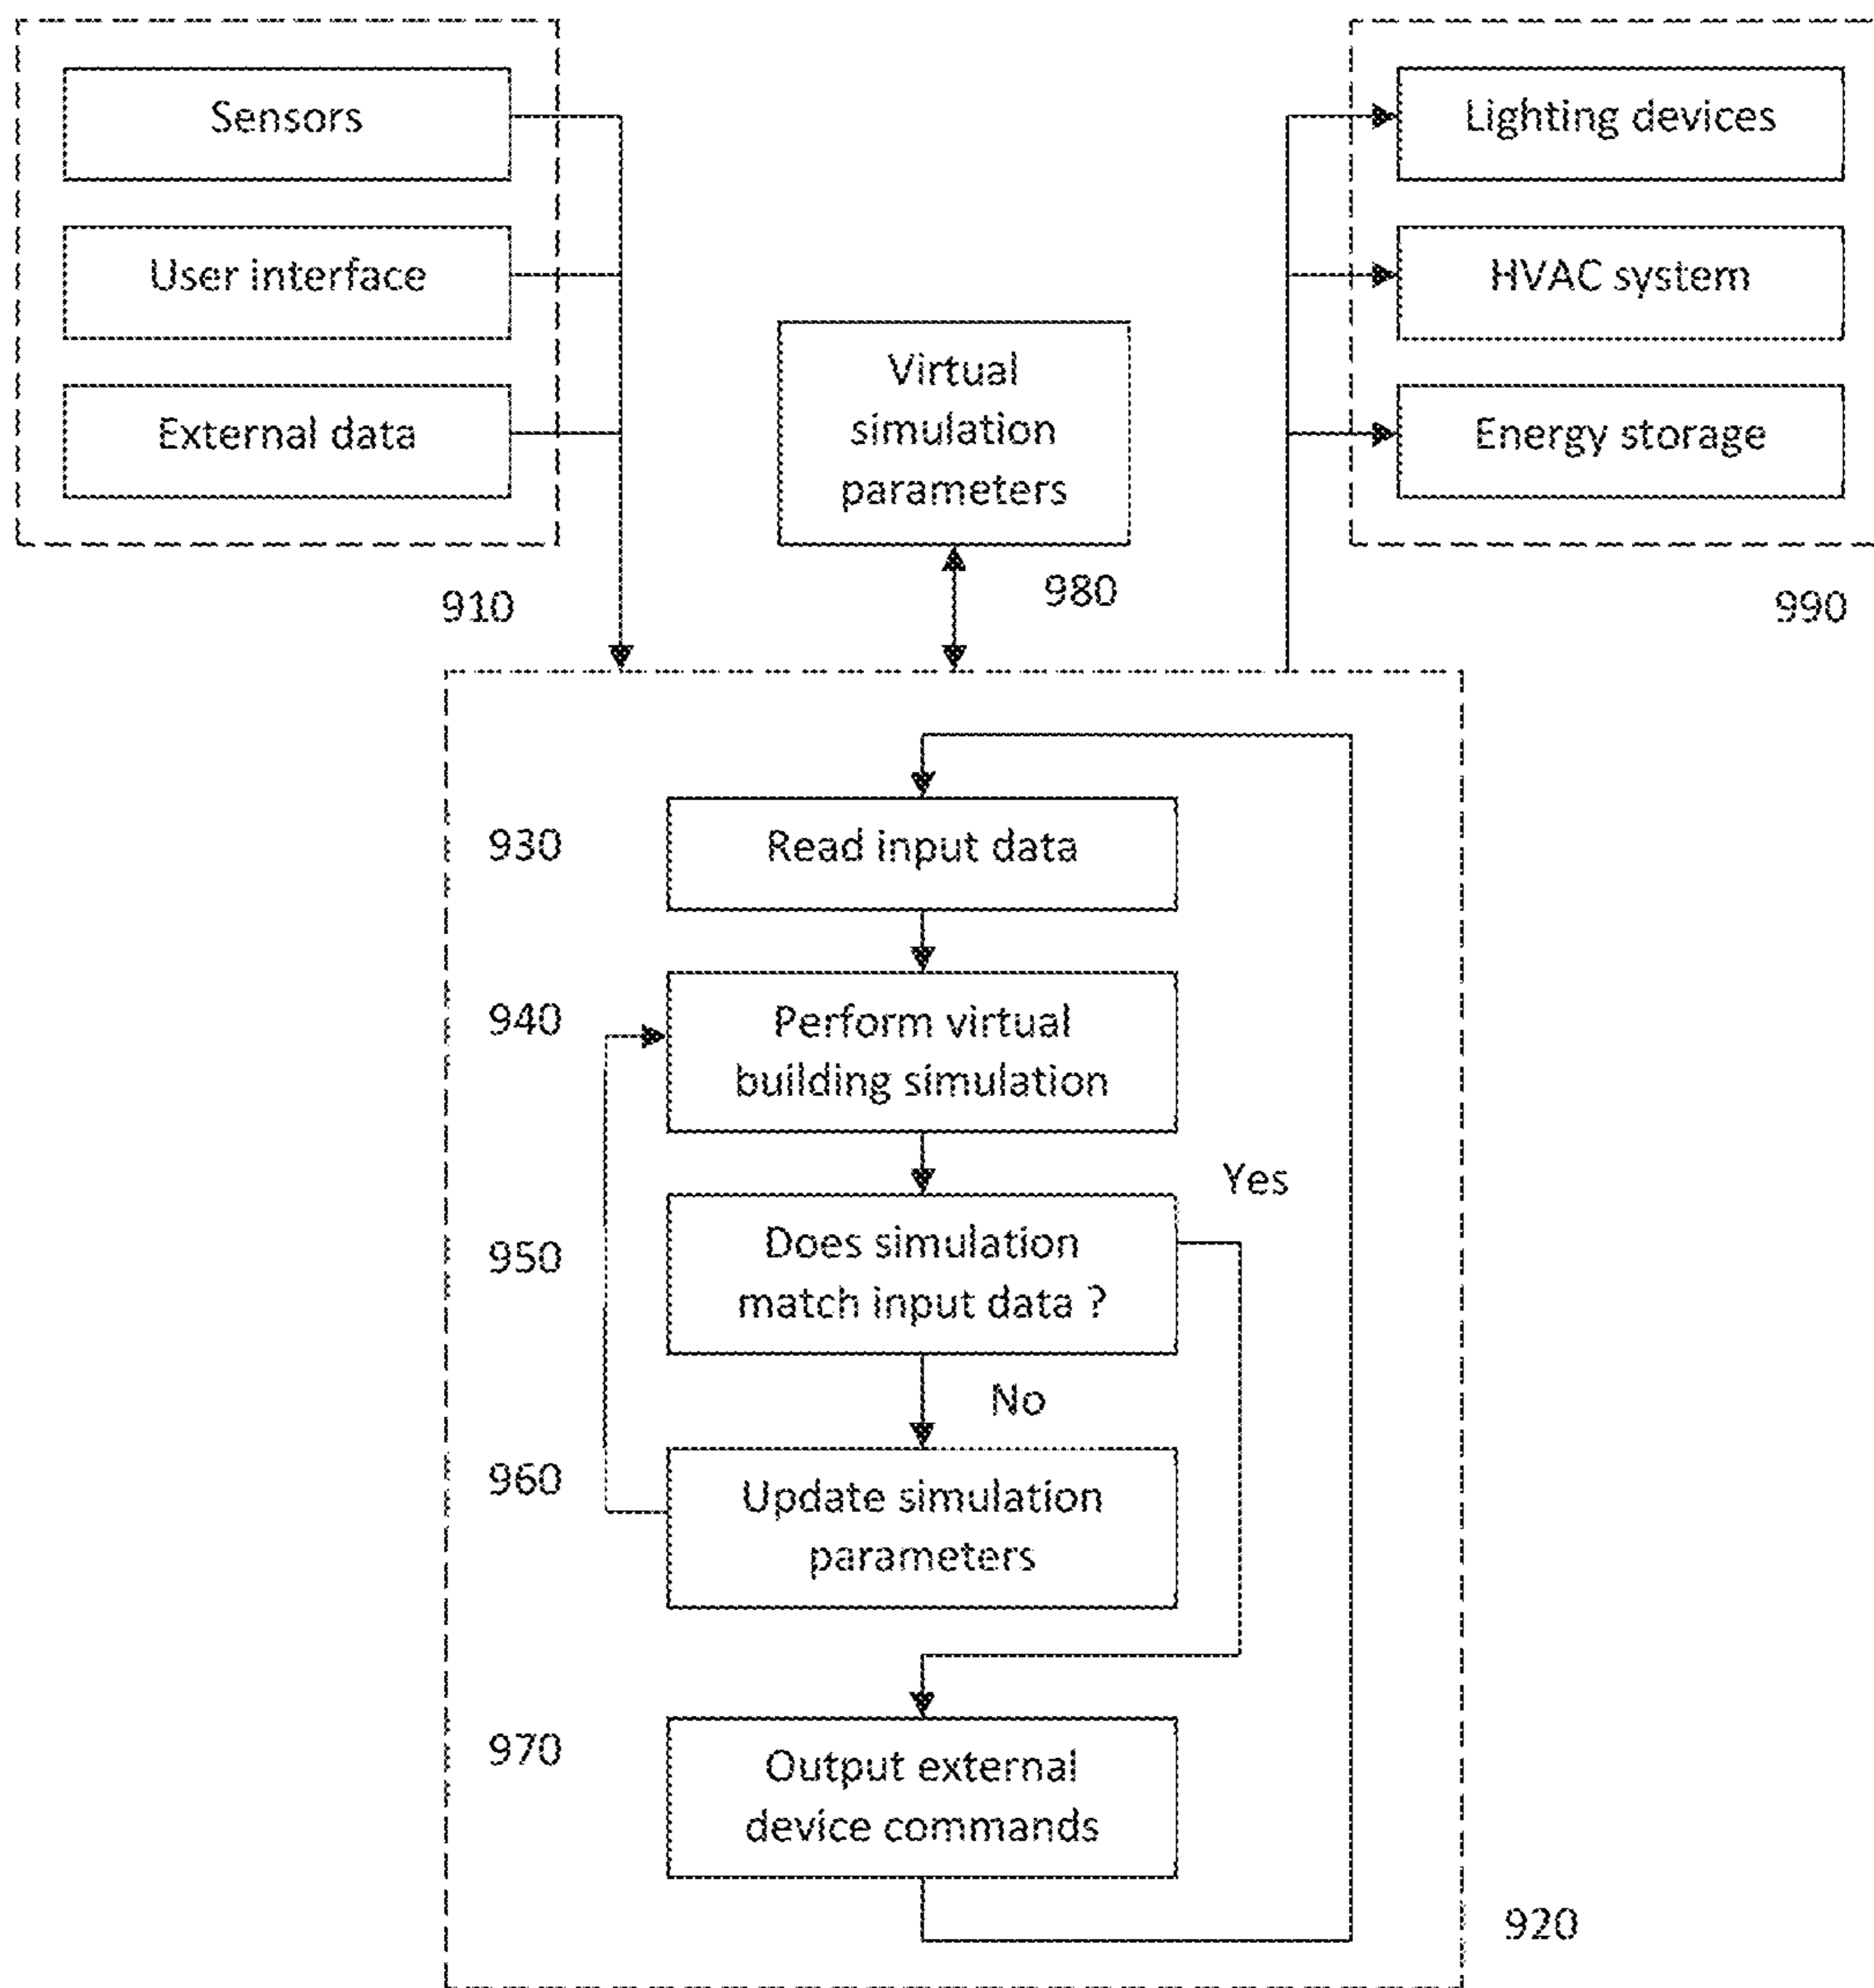 Sensors
User interface
External data
910
Virtual
simulation
parameters
980
Lighting devices
HVAC system
Energy storage
990
930
Read input data
940
Perform virtual
building simulation
950
Does simulation
match input data ?
Yes
No
960
Update simulation
parameters
970
Output external
device commands
920